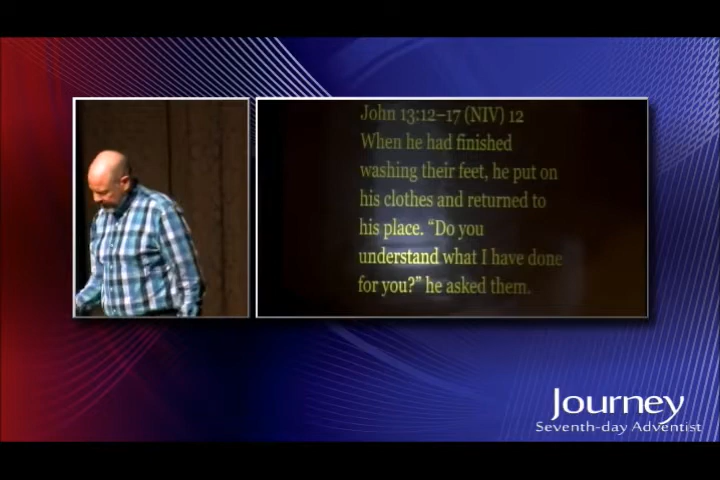 John 13:12–17 (NIV) 12
When he had finished
washing their feet, he put on
his clothes and returned to
his place. “Do you
understand what I have done
for you?” he asked them.
Journey
Seventh-day Adventist